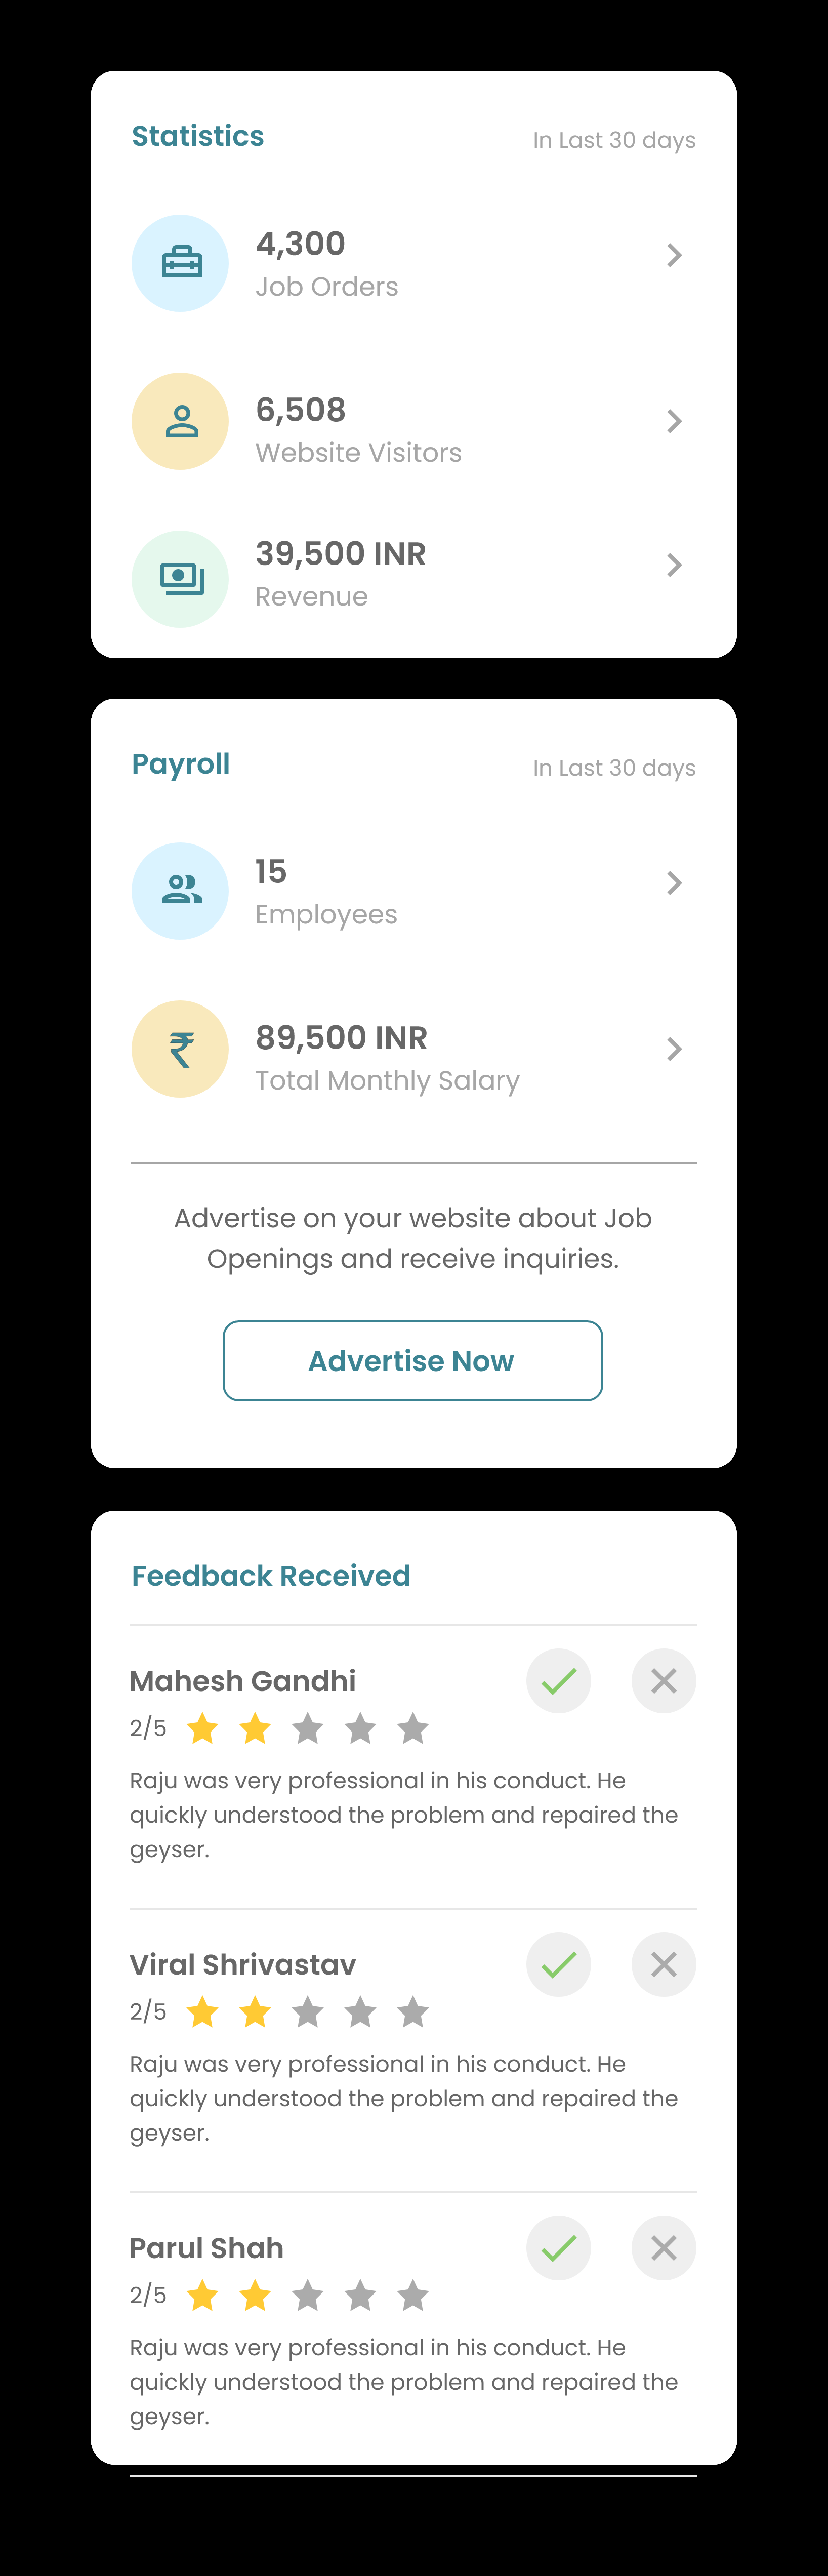 Statistics
In Last 30 days
4,300
Job Orders
6,508
Website Visitors
39,500 INR
Revenue
Payroll
In Last 30 days
15
Employees
₹
89,500 INR
Total Monthly Salary
Advertise on your website about Job
Openings and receive inquiries.
Advertise Now
Feedback Received
Mahesh Gandhi
2/5
Raju was very professional in his conduct. He
quickly understood the problem and repaired the
geyser.
Viral Shrivastav
2/5
Raju was very professional in his conduct. He
quickly understood the problem and repaired the
geyser.
Parul Shah
2/5
Raju was very professional in his conduct. He
quickly understood the problem and repaired the
geyser.